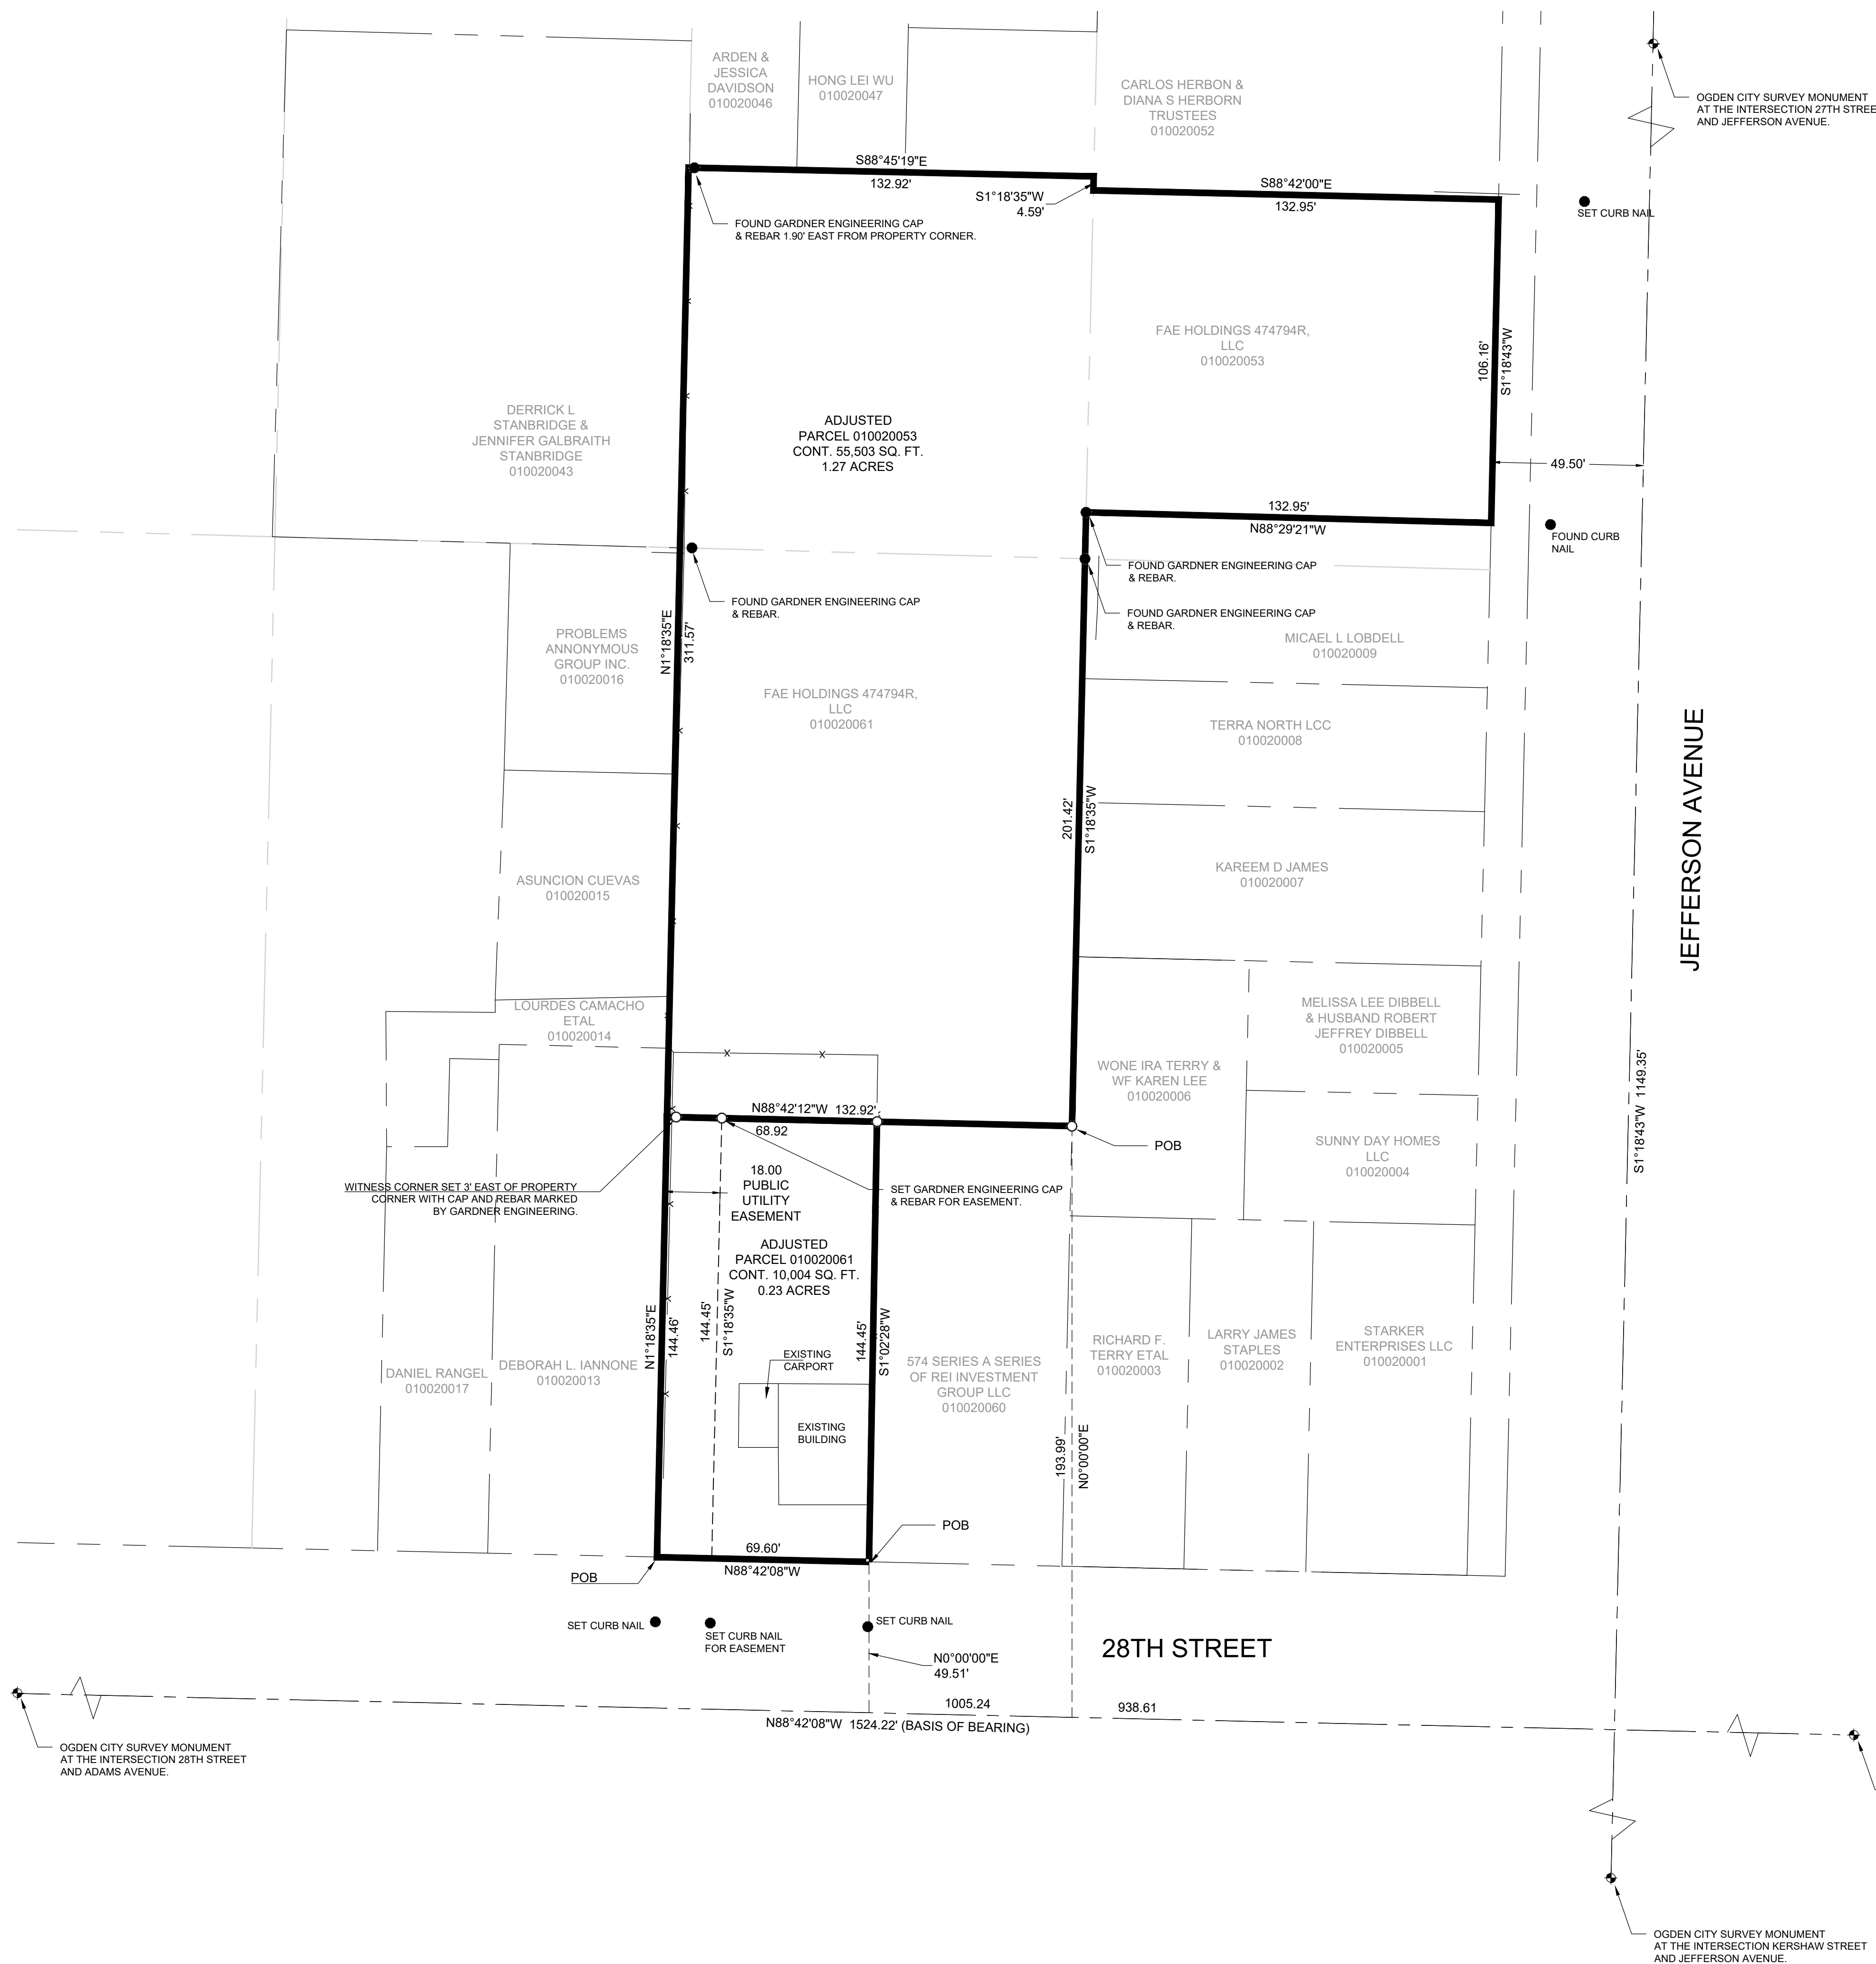 ARDEN &
JESSICA
DAVIDSON
010020046
HONG LEI WU
010020047
CARLOS HERBON &
DIANA S HERBORN
TRUSTEES
010020052
OGDEN CITY SURVEY MONUMENT
AT THE INTERSECTION 27TH STREE
AND JEFFERSON AVENUE.
S88°45'19"E
132.92'
S1°18'35"W
4.59'
S88°42'00"E
132.95'
SET CURB NAIL
FOUND GARDNER ENGINEERING CAP
& REBAR 1.90' EAST FROM PROPERTY CORNER.
FAE HOLDINGS 474794R,
LLC
010020053
106.16'
S1°18'43"W
DERRICK L
STANBRIDGE &
JENNIFER GALBRAITH
STANBRIDGE
010020043
ADJUSTED
PARCEL 010020053
CONT. 55,503 SQ. FT.
1.27 ACRES
49.50'
132.95'
N88°29'21"W
FOUND CURB
NAIL
FOUND GARDNER ENGINEERING CAP
& REBAR.
FOUND GARDNER ENGINEERING CAP
& REBAR.
FOUND GARDNER ENGINEERING CAP
& REBAR.
N1°18'35"E
311.57'
PROBLEMS
ANNONYMOUS
GROUP INC.
010020016
MICAEL L LOBDELL
010020009
FAE HOLDINGS 474794R,
LLC
010020061
TERRA NORTH LCC
010020008
JEFFERSON AVENUE
201.42'
S1°18'35"W
ASUNCION CUEVAS
010020015
KAREEM D JAMES
010020007
LOURDES CAMACHO
ETAL
010020014
MELISSA LEE DIBBELL
& HUSBAND ROBERT
JEFFREY DIBBELL
010020005
WONE IRA TERRY &
WF KAREN LEE
010020006
S1°18'43"W 1149.35'
N88°42'12"W 132.92'
68.92
POB
SUNNY DAY HOMES
LLC
010020004
18.00
PUBLIC
UTILITY
EASEMENT
WITNESS CORNER SET 3' EAST OF PROPERTY
CORNER WITH CAP AND REBAR MARKED
BY GARDNER ENGINEERING.
SET GARDNER ENGINEERING CAP
& REBAR FOR EASEMENT.
ADJUSTED
PARCEL 010020061
CONT. 10,004 SQ. FT.
0.23 ACRES
N1°18'35"E
144.46'
144.45'
S1°18'35"W
144.45'
S1°02'28"W
DANIEL RANGEL
010020017
DEBORAH L. IANNONE
010020013
EXISTING
CARPORT
EXISTING
BUILDING
574 SERIES A SERIES
OF REI INVESTMENT
GROUP LLC
010020060
RICHARD F.
TERRY ETAL
010020003
LARRY JAMES
STAPLES
010020002
STARKER
ENTERPRISES LLC
010020001
193.99'
N0°00'00"E
POB
69.60'
N88°42'08"W
POB
SET CURB NAIL
SET CURB NAIL
FOR EASEMENT
SET CURB NAIL
28TH STREET
N0°00'00"E
49.51'
1005.24
938.61
N88°42'08"W 1524.22' (BASIS OF BEARING)
OGDEN CITY SURVEY MONUMENT
AT THE INTERSECTION 28TH STREET
AND ADAMS AVENUE.
OGDEN CITY SURVEY MONUMENT
AT THE INTERSECTION KERSHAW STREET
AND JEFFERSON AVENUE.